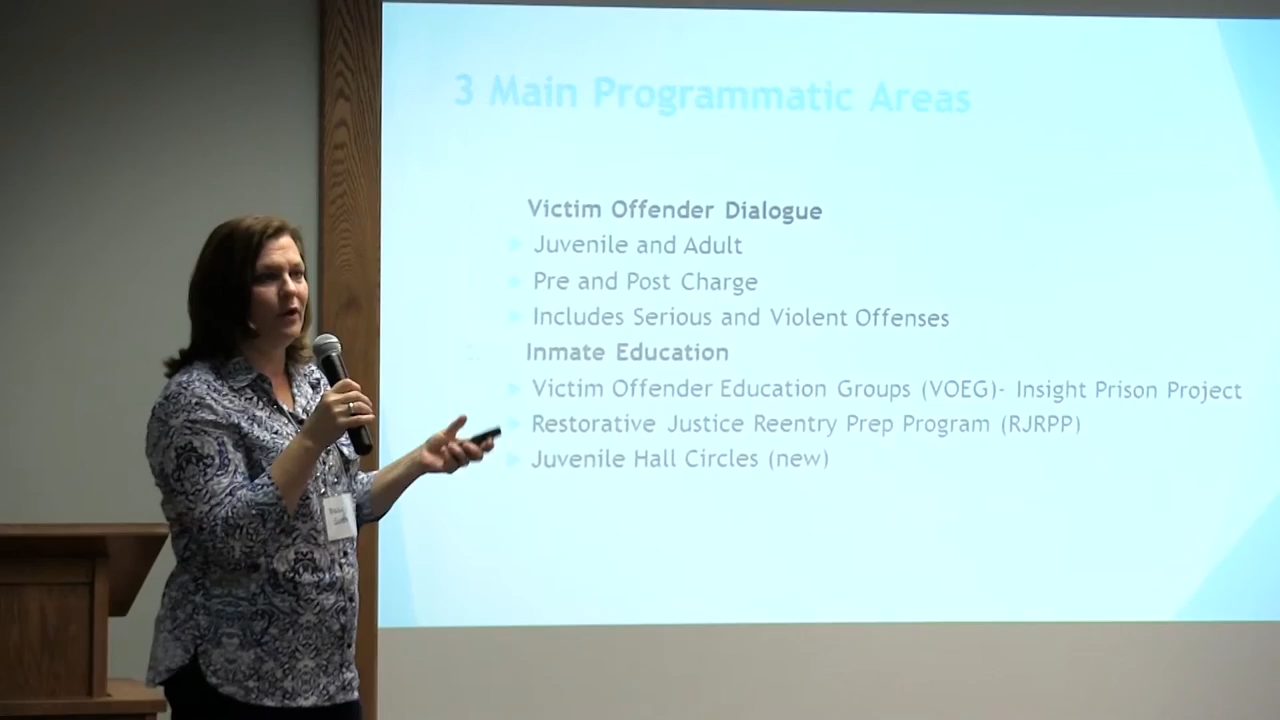 3 Main Programmatic Areas
Victim Offender Dialogue
Juvenile and Adult
Pre and Post Charge
Includes Serious and Violent Offenses
Inmate Education
Victim Offender Education Groups (VOEG)- Insight Prison Project
Restorative Justice Reentry Prep Program (RJRPP)
Juvenile Hall Circles (new)